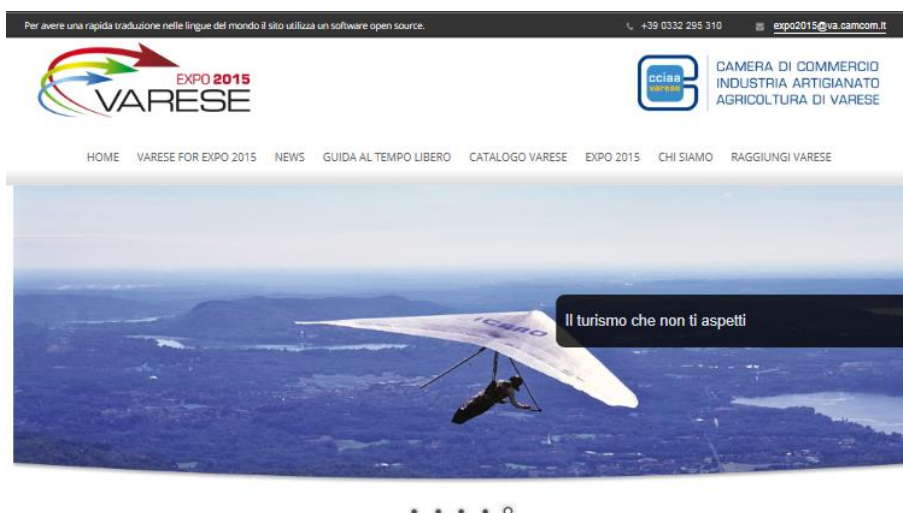 Per avere una rapida traduzione nelle lingue del mondo il sito utilizza un software open source.
+39 0332 295 310
expo2015@va.camcom.it
EXPO 2015
VARESE
cciaa
varese
CAMERA DI COMMERCIO
INDUSTRIA ARTIGIANATO
AGRICOLTURA DI VARESE
HOME VARESE FOR EXPO 2015 NEWS GUIDA AL TEMPO LIBERO CATALOGO VARESE EXPO 2015 CHI SIAMO RAGGIUNGI VARESE
ICARO
Il turismo che non ti aspetti